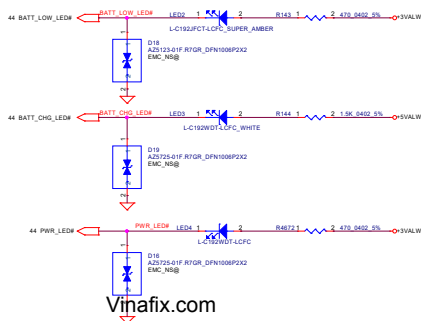 BATT_LOW_LED# LED2 1 2 R143 1 2 470_0402_5%
44 BATT_LOW_LED# +3VALW
L-C192JFCT-LCFC_SUPER_AMBER
1
D18
AZ5123-01F.R7GR_DFN1006P2X2
EMC_NS@
2
BATT_CHG_LED# LED3 1 2 R144 1 2 1.5K_0402_5%
44 BATT_CHG_LED# +5VALW
L-C192WDT-LCFC_WHITE
1
D19
AZ5725-01F.R7GR_DFN1006P2X2
EMC_NS@
2
PWR_LED# LED4 1 2 R4672 1 2 470_0402_5%
44 PWR_LED# +3VALW
L-C192WDT-LCFC
1
D16
AZ5725-01F.R7GR_DFN1006P2X2
EMC_NS@
2
Vinafix.com